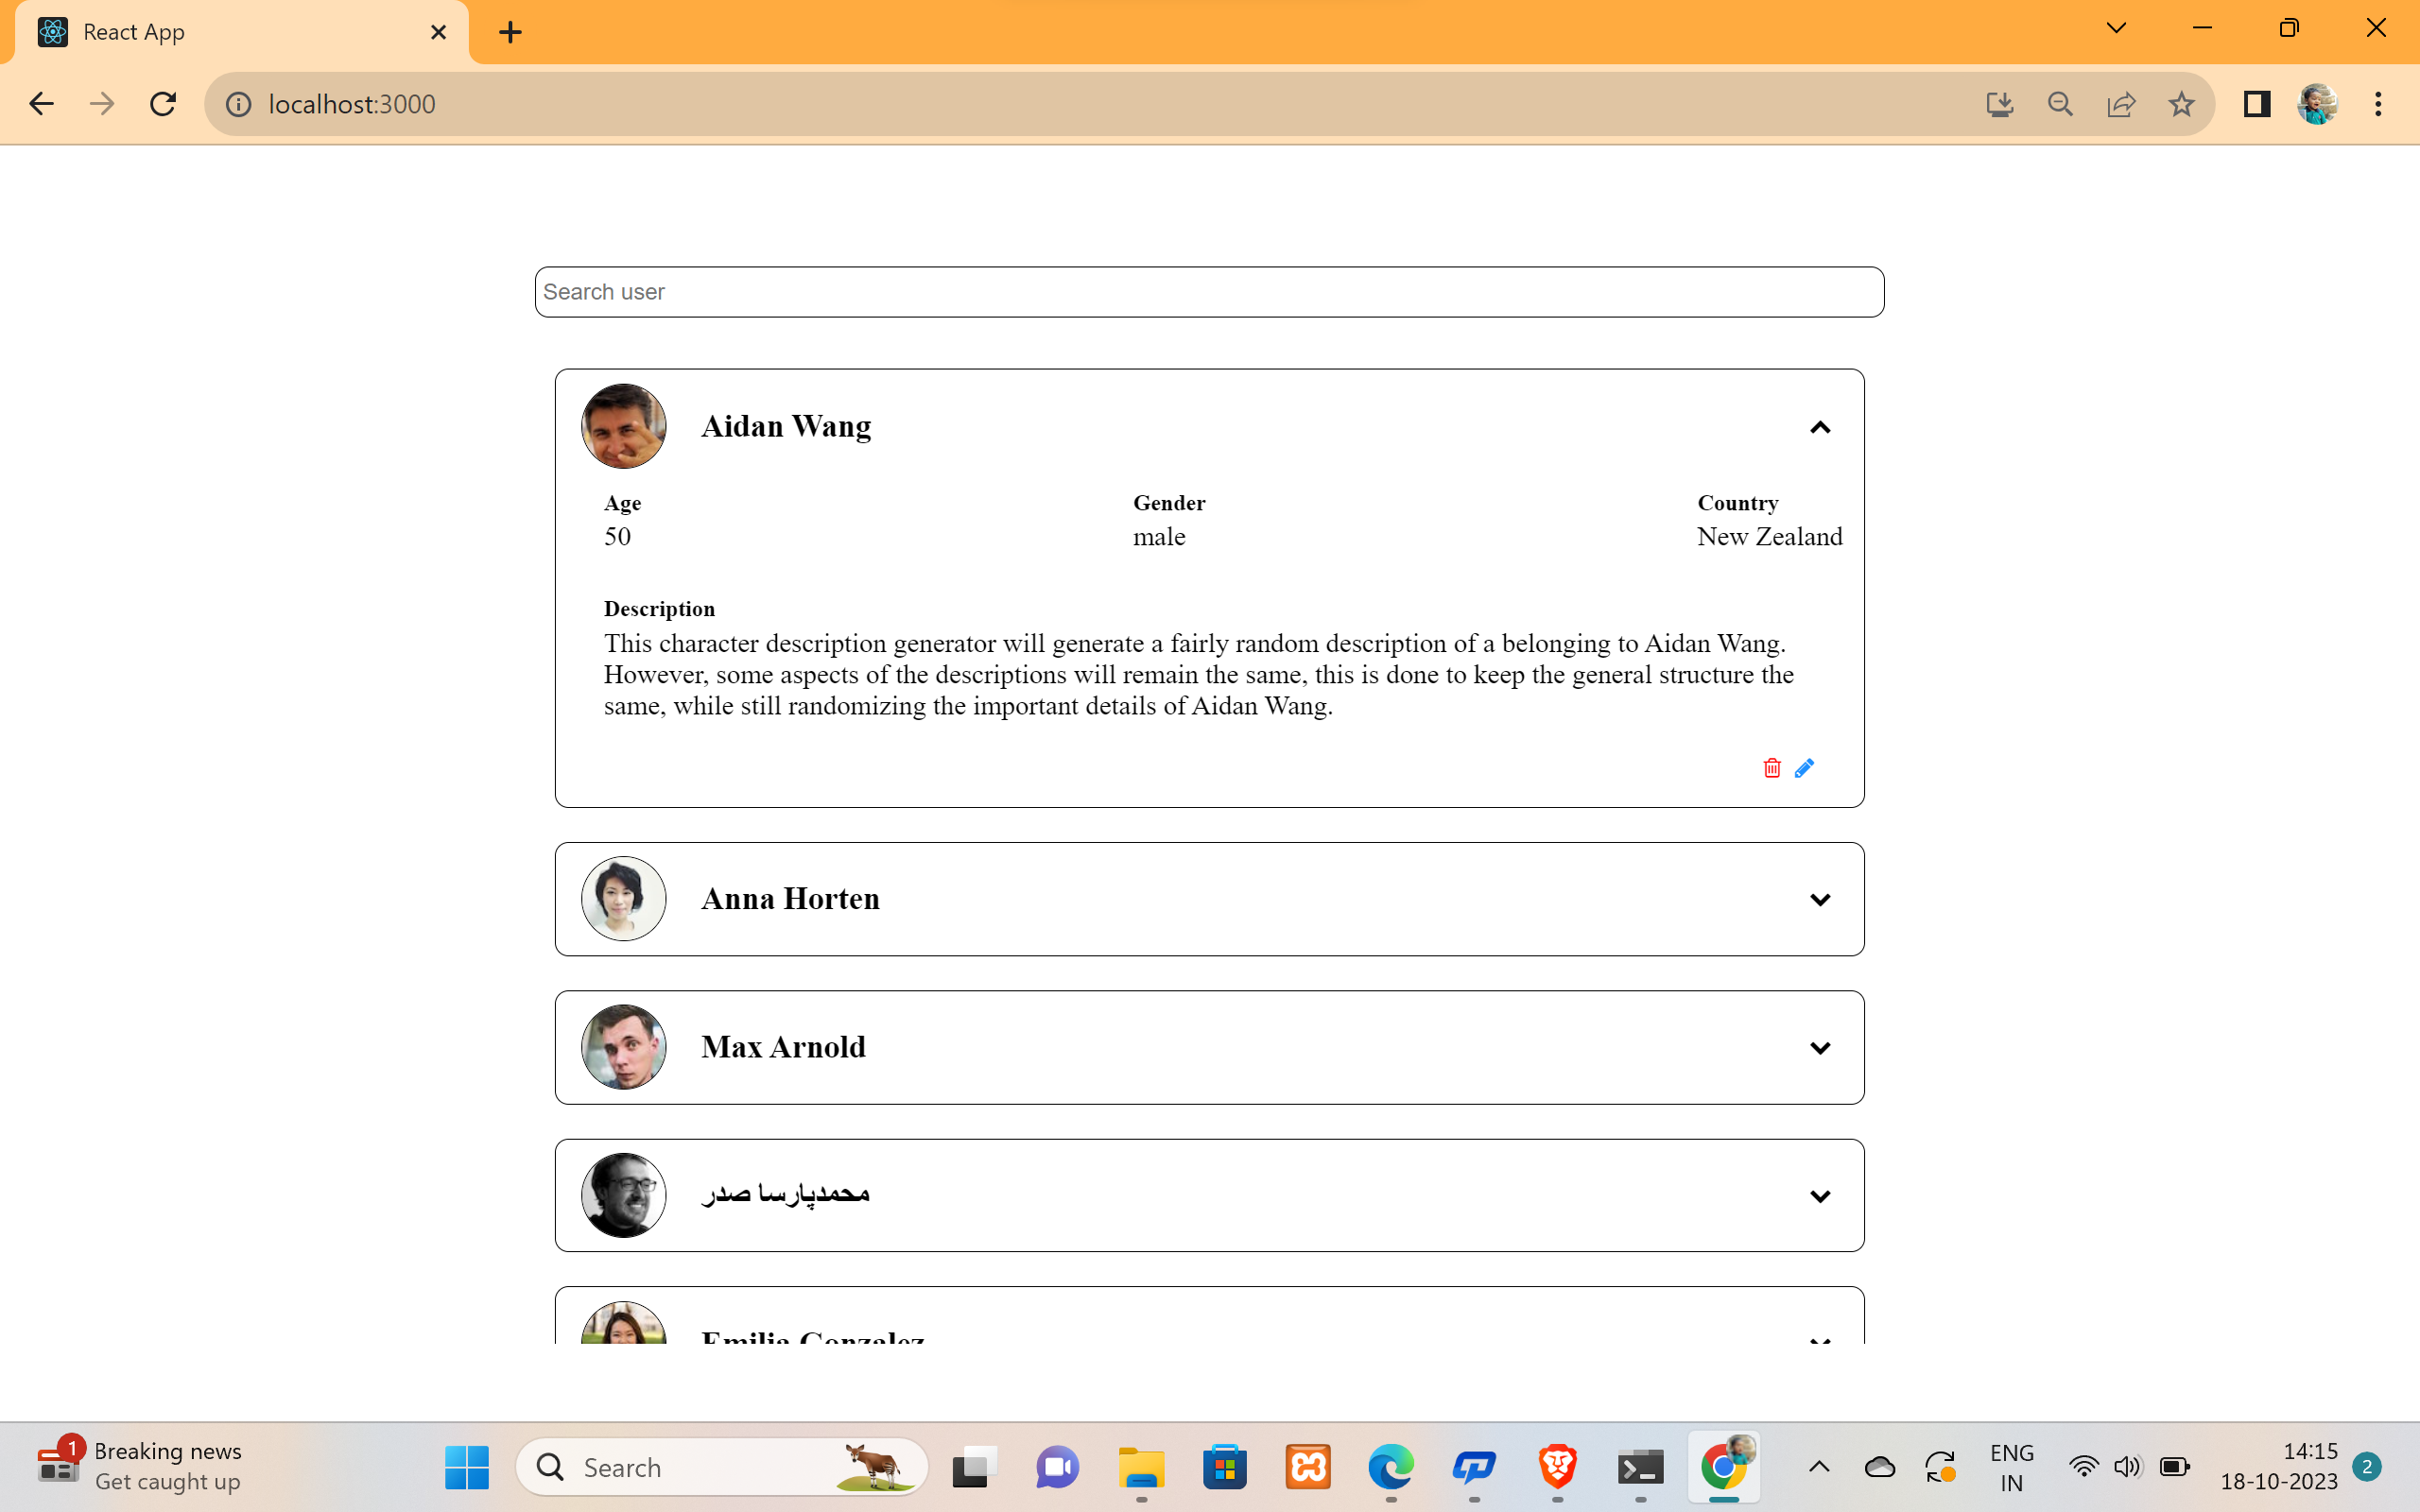 React App
localhost:3000
Search user
Aidan Wang
Age Gender Country
50 male New Zealand
Description
This character description generator will generate a fairly random description of a belonging to Aidan Wang.
However, some aspects of the descriptions will remain the same, this is done to keep the general structure the
same, while still randomizing the important details of Aidan Wang.
Anna Horten
Max Arnold
محمدپارسا صدر
Emilia Gonzalez
1
Breaking news
Get caught up
Search
ENG
IN
14:15
18-10-2023
2